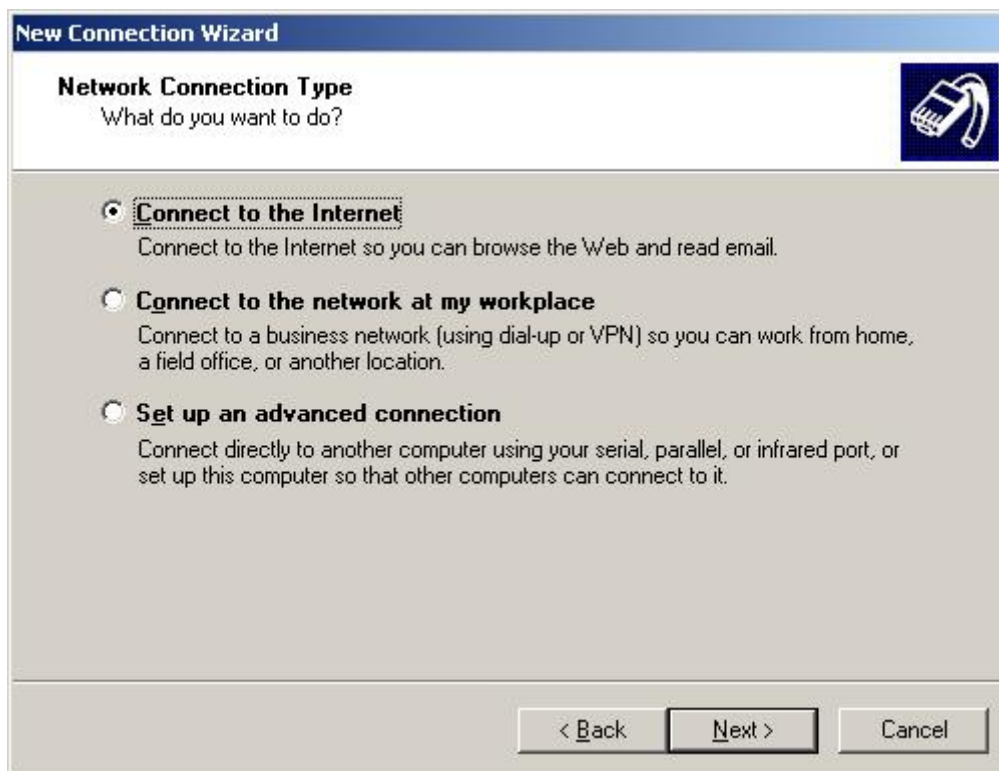 New Connection Wizard
Network Connection Type
What do you want to do?
Connect to the Internet
Connect to the Internet so you can browse the Web and read email.
Connect to the network at my workplace
Connect to a business network (using dial-up or VPN) so you can work from home,
a field office, or another location.
Set up an advanced connection
Connect directly to another computer using your serial, parallel, or infrared port, or
set up this computer so that other computers can connect to it.
< Back
Next >
Cancel